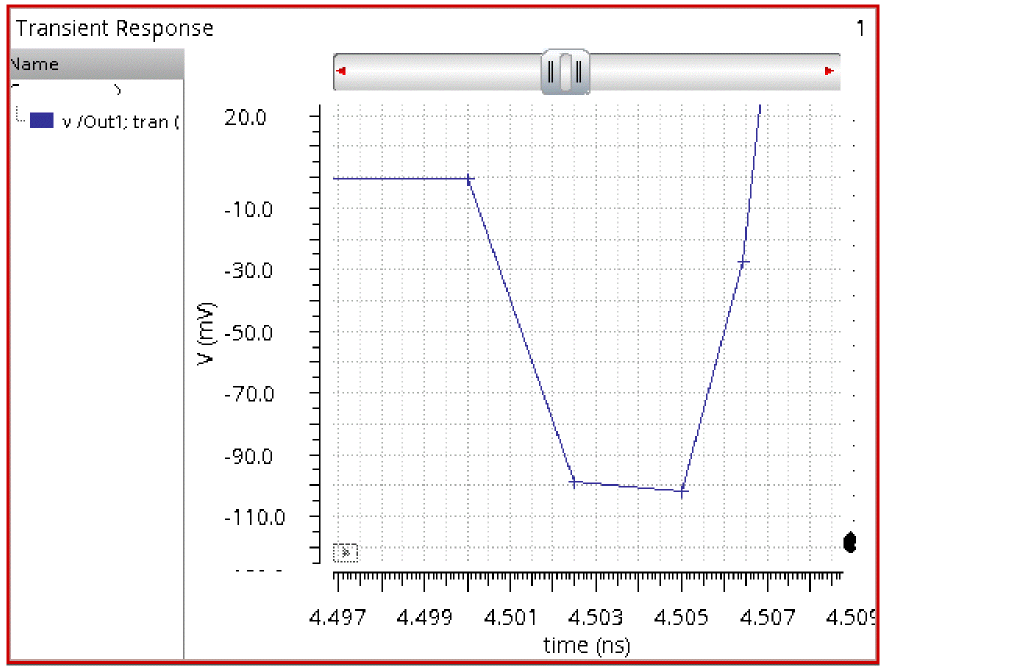 Transient Response 1
Name
v /Out1; tran (
20.0
-10.0
-30.0
-50.0
-70.0
-90.0
-110.0
V (mV)
4.497 4.499 4.501 4.503 4.505 4.507 4.509
time (ns)